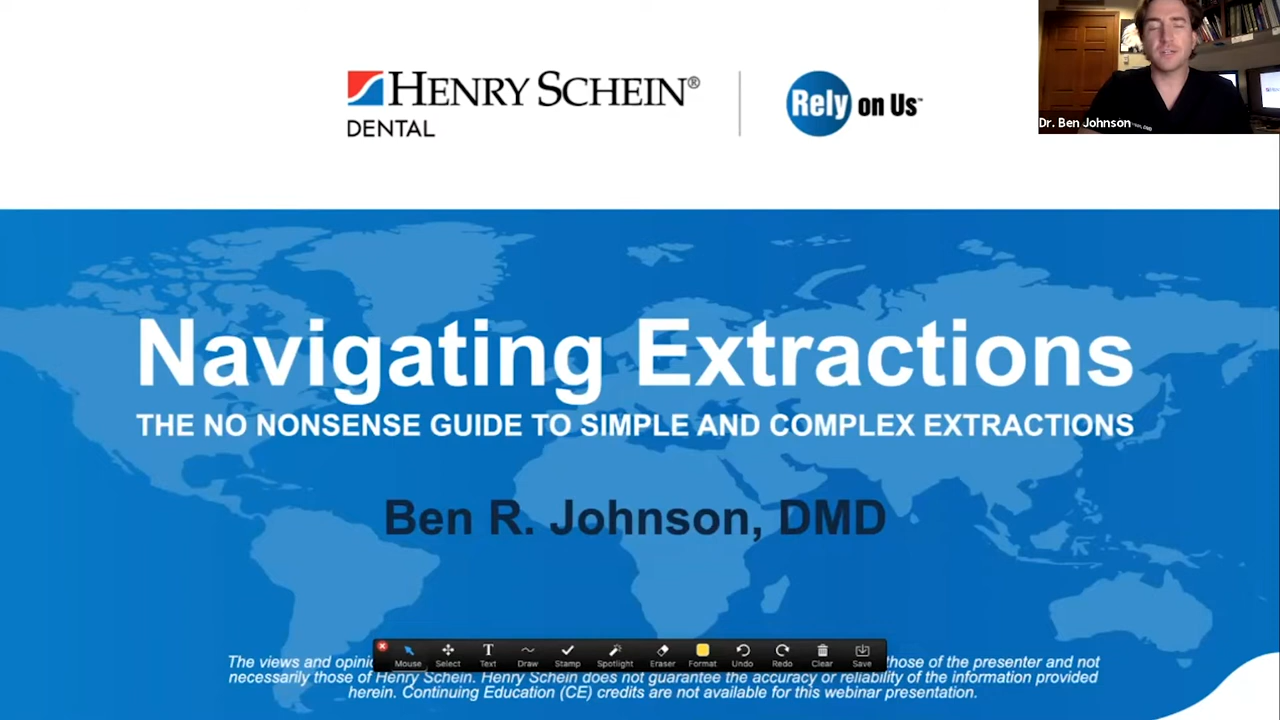 HENRY SCHEIN®
DENTAL
Rely on Us™
Dr. Ben Johnson
Navigating Extractions
THE NO NONSENSE GUIDE TO SIMPLE AND COMPLEX EXTRACTIONS
Ben R. Johnson, DMD
Mouse Select Text Draw Stamp Spotlight Eraser Format Undo Redo Clear Save
The views and opini those of the presenter and not
necessarily those of Henry Schein. Henry Schein does not guarantee the accuracy or reliability of the information provided
herein. Continuing Education (CE) credits are not available for this webinar presentation.